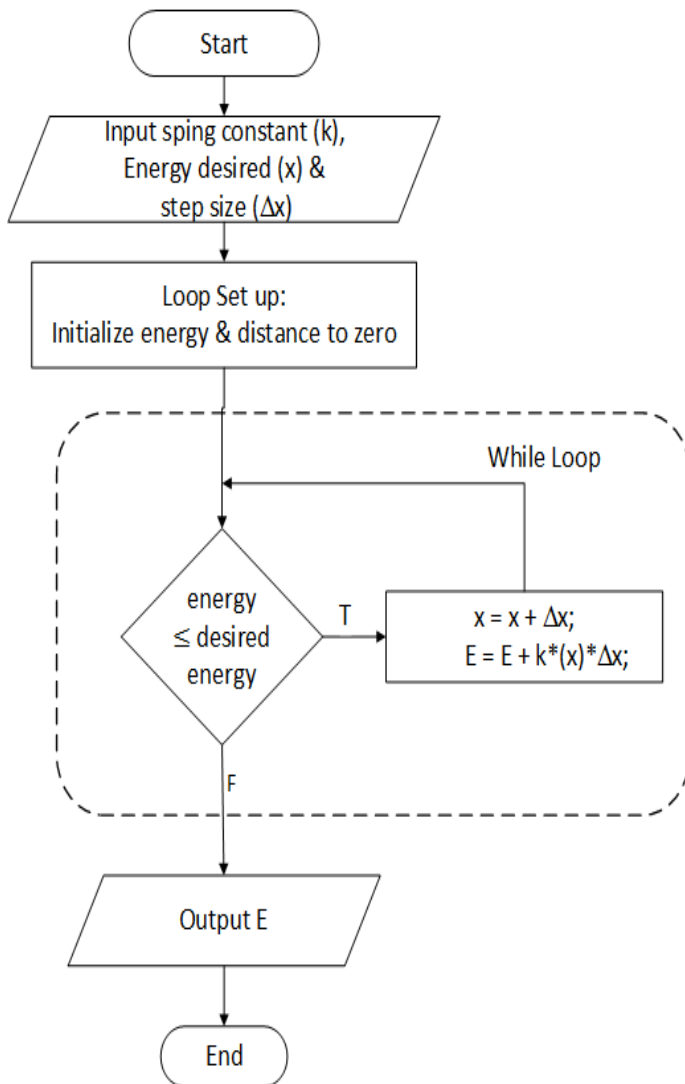 Start
Input sping constant (k),
Energy desired (x) &
step size (Δx)
Loop Set up:
Initialize energy & distance to zero
While Loop
energy
≤ desired
energy
T
x = x + Δx;
E = E + k*(x)*Δx;
F
Output E
End